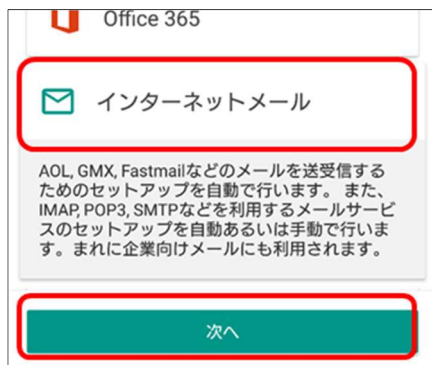 Office 365
インターネットメール
AOL, GMX, Fastmailなどのメールを送受信する
ためのセットアップを自動で行います。 また、
IMAP, POP3, SMTPなどを利用するメールサービ
スのセットアップを自動あるいは手動で行いま
す。まれに企業向けメールにも利用されます。
次へ